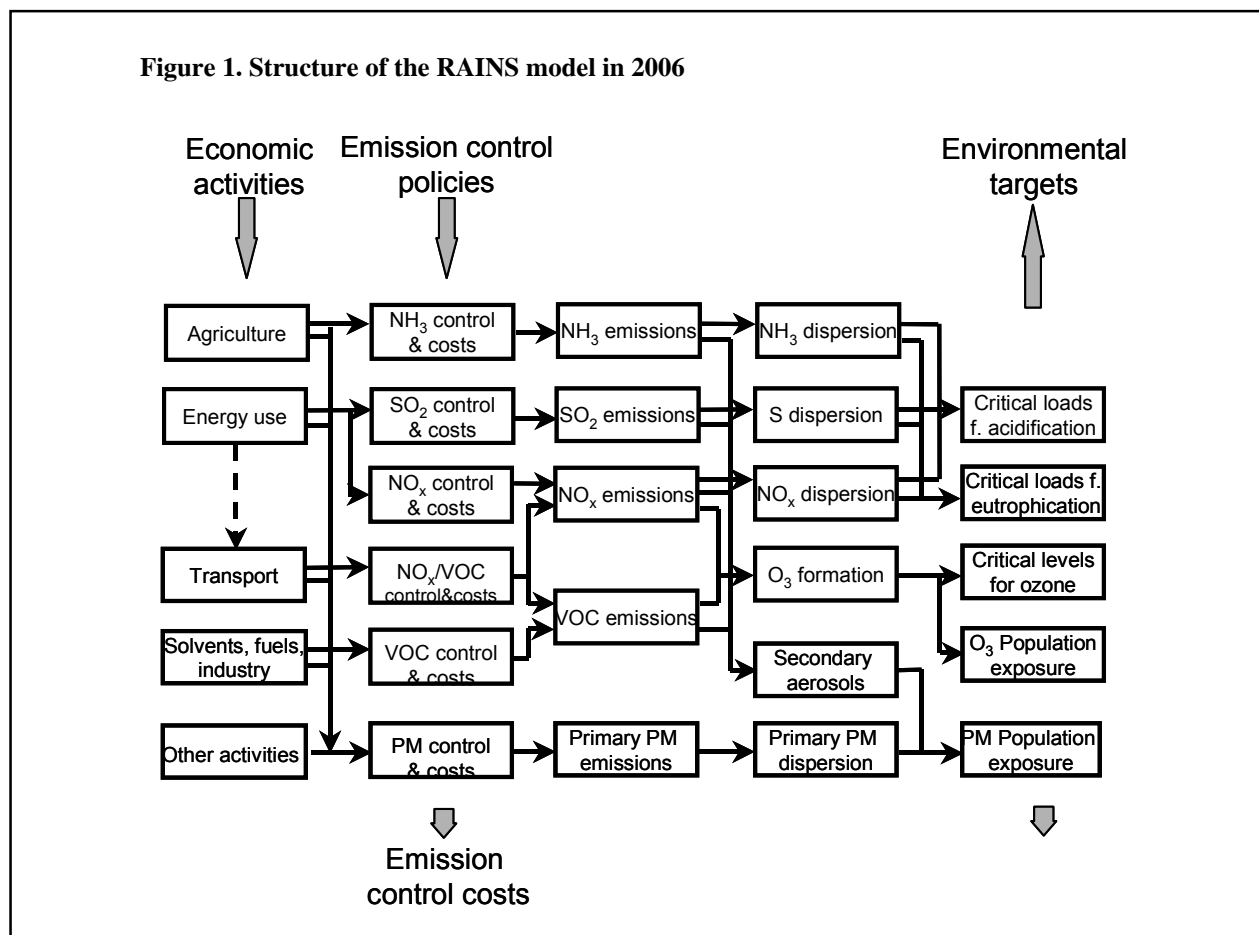 Figure 1. Structure of the RAINS model in 2006
Economic
activities
Emission control
policies
Environmental
targets
Agriculture
NH₃ control
& costs
NH₃ emissions
NH₃ dispersion
Energy use
SO₂ control
& costs
SO₂ emissions
S dispersion
Critical loads
f. acidification
NOₓ control
& costs
NOₓ emissions
NOₓ dispersion
Critical loads f.
eutrophication
Transport
NOₓ/VOC
control&costs
O₃ formation
Critical levels
for ozone
VOC emissions
Solvents, fuels,
industry
VOC control
& costs
Secondary
aerosols
O₃ Population
exposure
Other activities
PM control
& costs
Primary PM
emissions
Primary PM
dispersion
PM Population
exposure
Emission
control costs